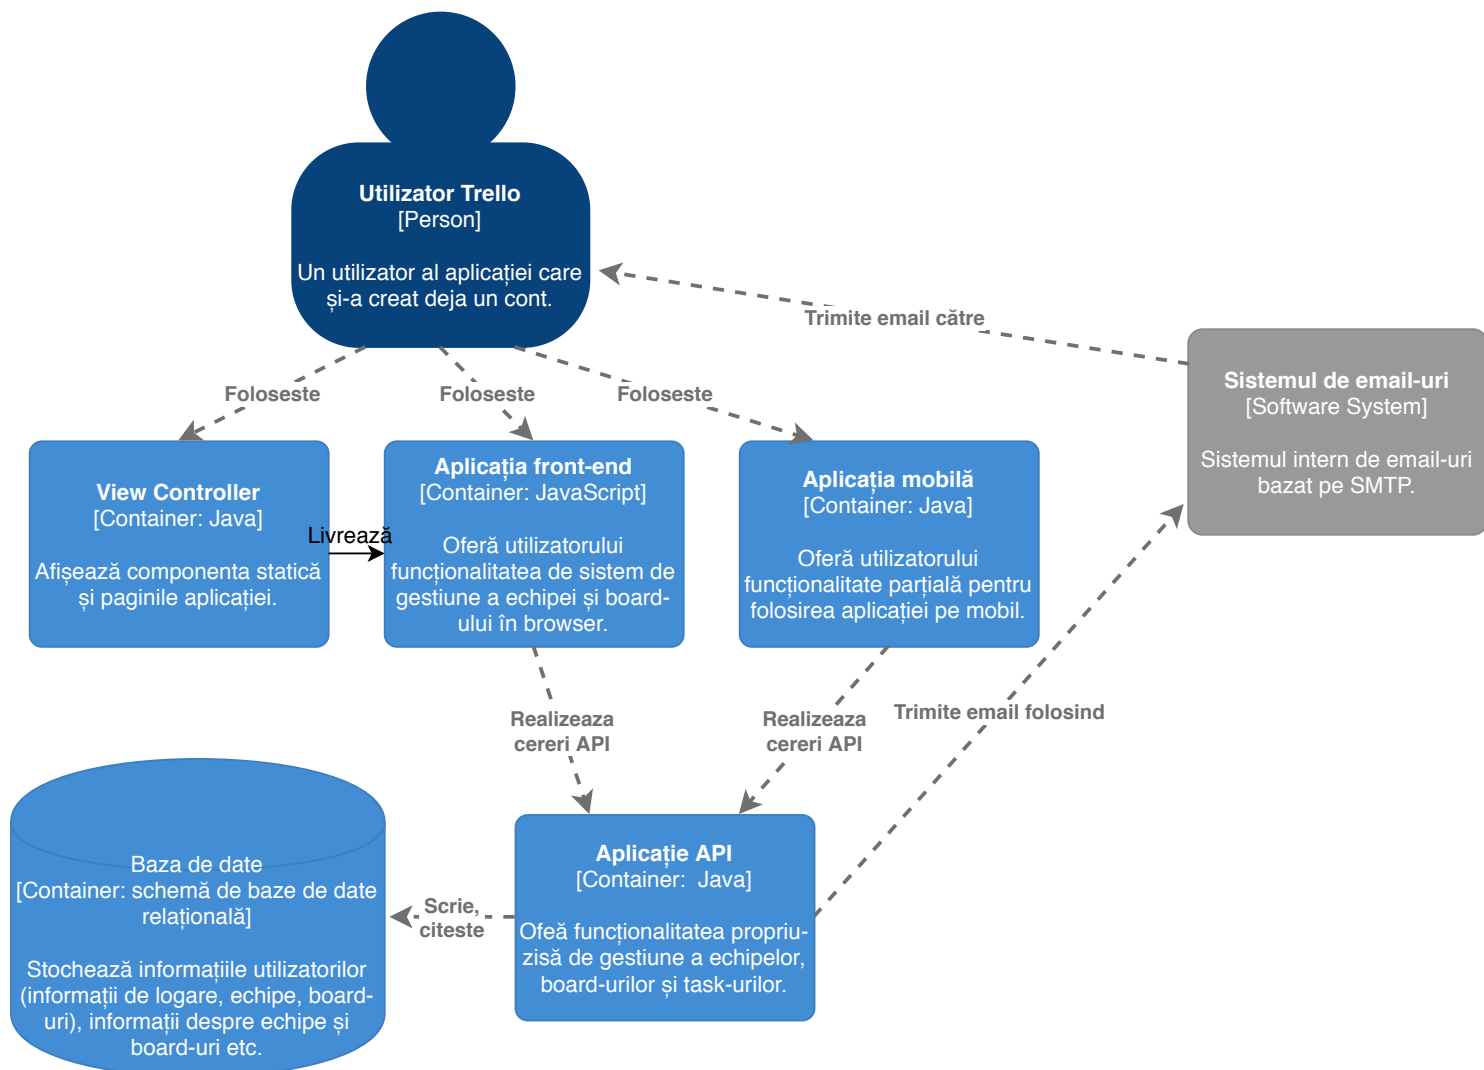 Utilizator Trello
[Person]
Un utilizator al aplicației care
și-a creat deja un cont.
Trimite email către
Sistemul de email-uri
[Software System]
Sistemul intern de email-uri
bazat pe SMTP.
Foloseste
Foloseste
Foloseste
View Controller
[Container: Java]
Afișează componenta statică
și paginile aplicației.
Livrează
Aplicația front-end
[Container: JavaScript]
Oferă utilizatorului
funcționalitatea de sistem de
gestiune a echipei și board-
ului în browser.
Aplicația mobilă
[Container: Java]
Oferă utilizatorului
funcționalitate parțială pentru
folosirea aplicației pe mobil.
Realizeaza
cereri API
Realizeaza
cereri API
Trimite email folosind
Baza de date
[Container: schemă de baze de date
relațională]
Stochează informațiile utilizatorilor
(informații de logare, echipe, board-
uri), informații despre echipe și
board-uri etc.
Scrie,
citeste
Aplicație API
[Container:  Java]
Ofeă funcționalitatea propriu-
zisă de gestiune a echipelor,
board-urilor și task-urilor.